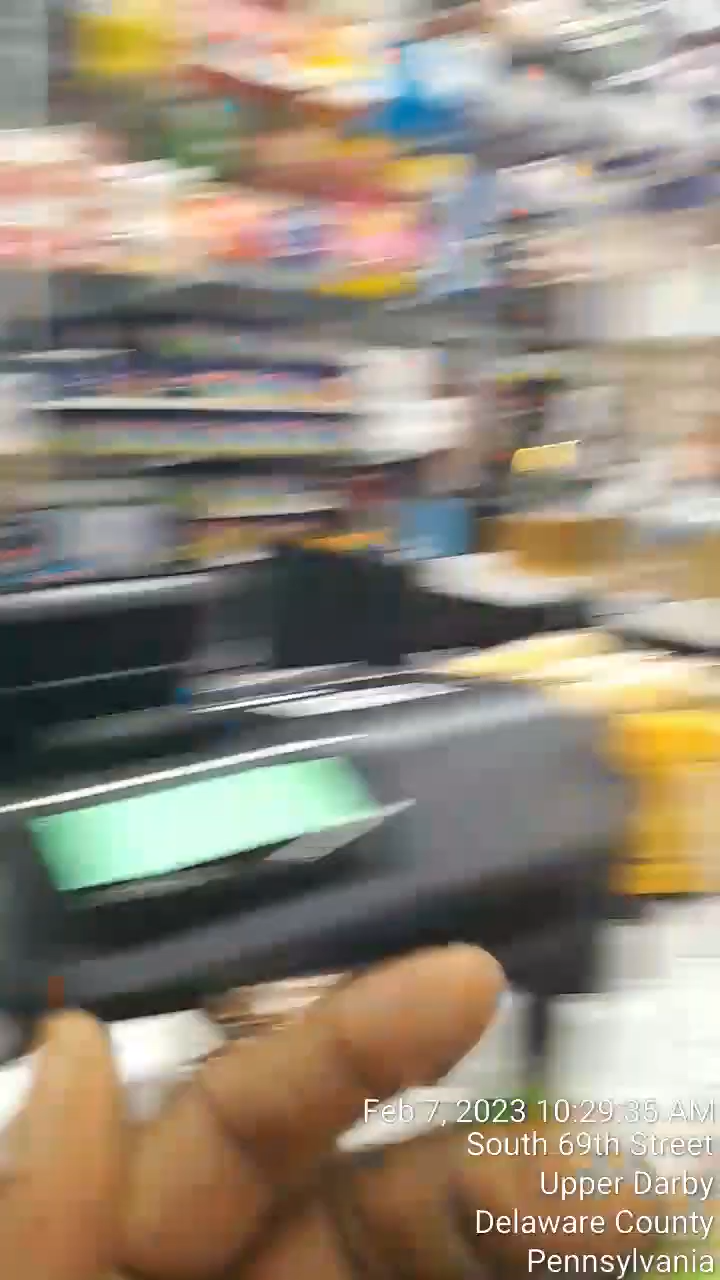 Feb 7, 2023 10:29:35 AM
South 69th Street
Upper Darby
Delaware County
Pennsylvania